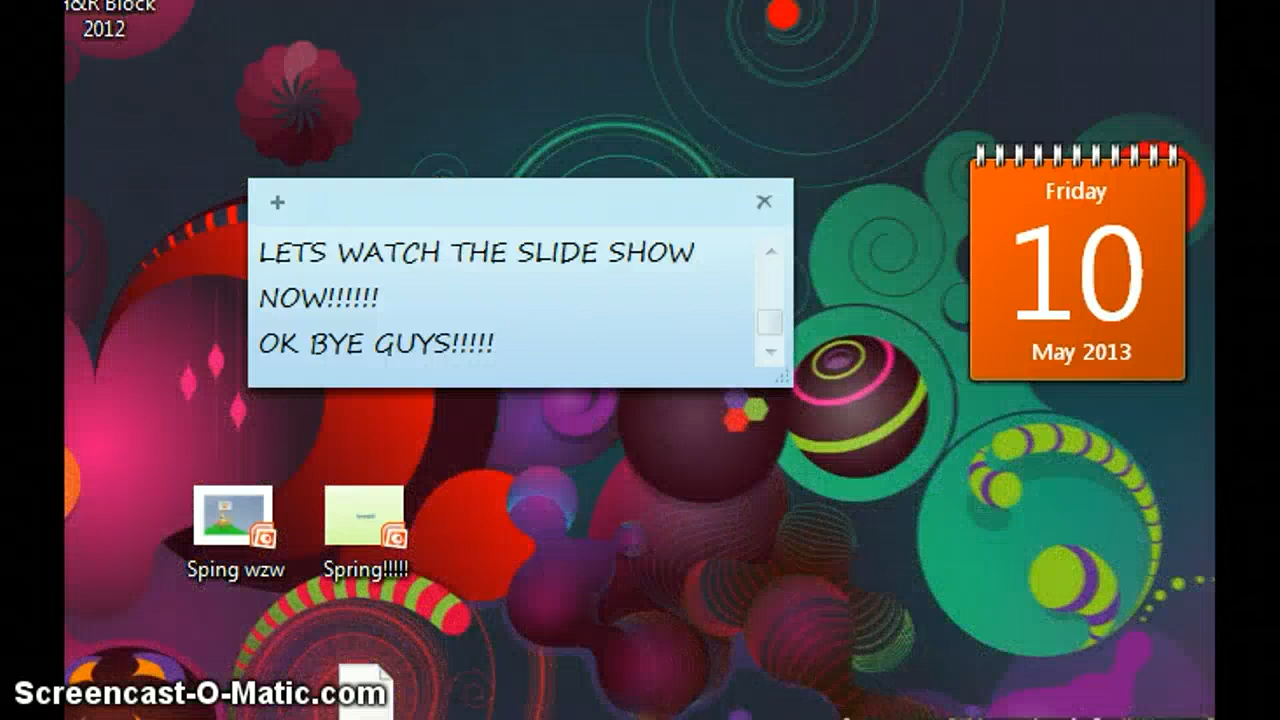 H&R Block
2012
LETS WATCH THE SLIDE SHOW
NOW!!!!!!
OK BYE GUYS!!!!!
Friday
10
May 2013
Sping wzw
Spring!!!!!
Screencast-O-Matic.com